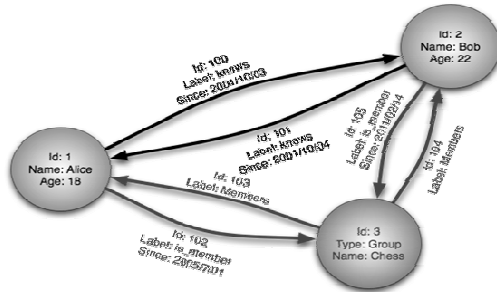 Id: 100
Label: knows
Since: 2001/10/03
Id: 2
Name: Bob
Age: 22
Id: 101
Label: knows
Since: 2001/10/04
Id: 105
Label: is_member
Since: 2011/02/14
Id: 104
Label: Members
Id: 1
Name: Alice
Age: 18
Id: 103
Label: Members
Id: 102
Label: is_member
Since:
Id: 3
Type: Group
Name: Chess